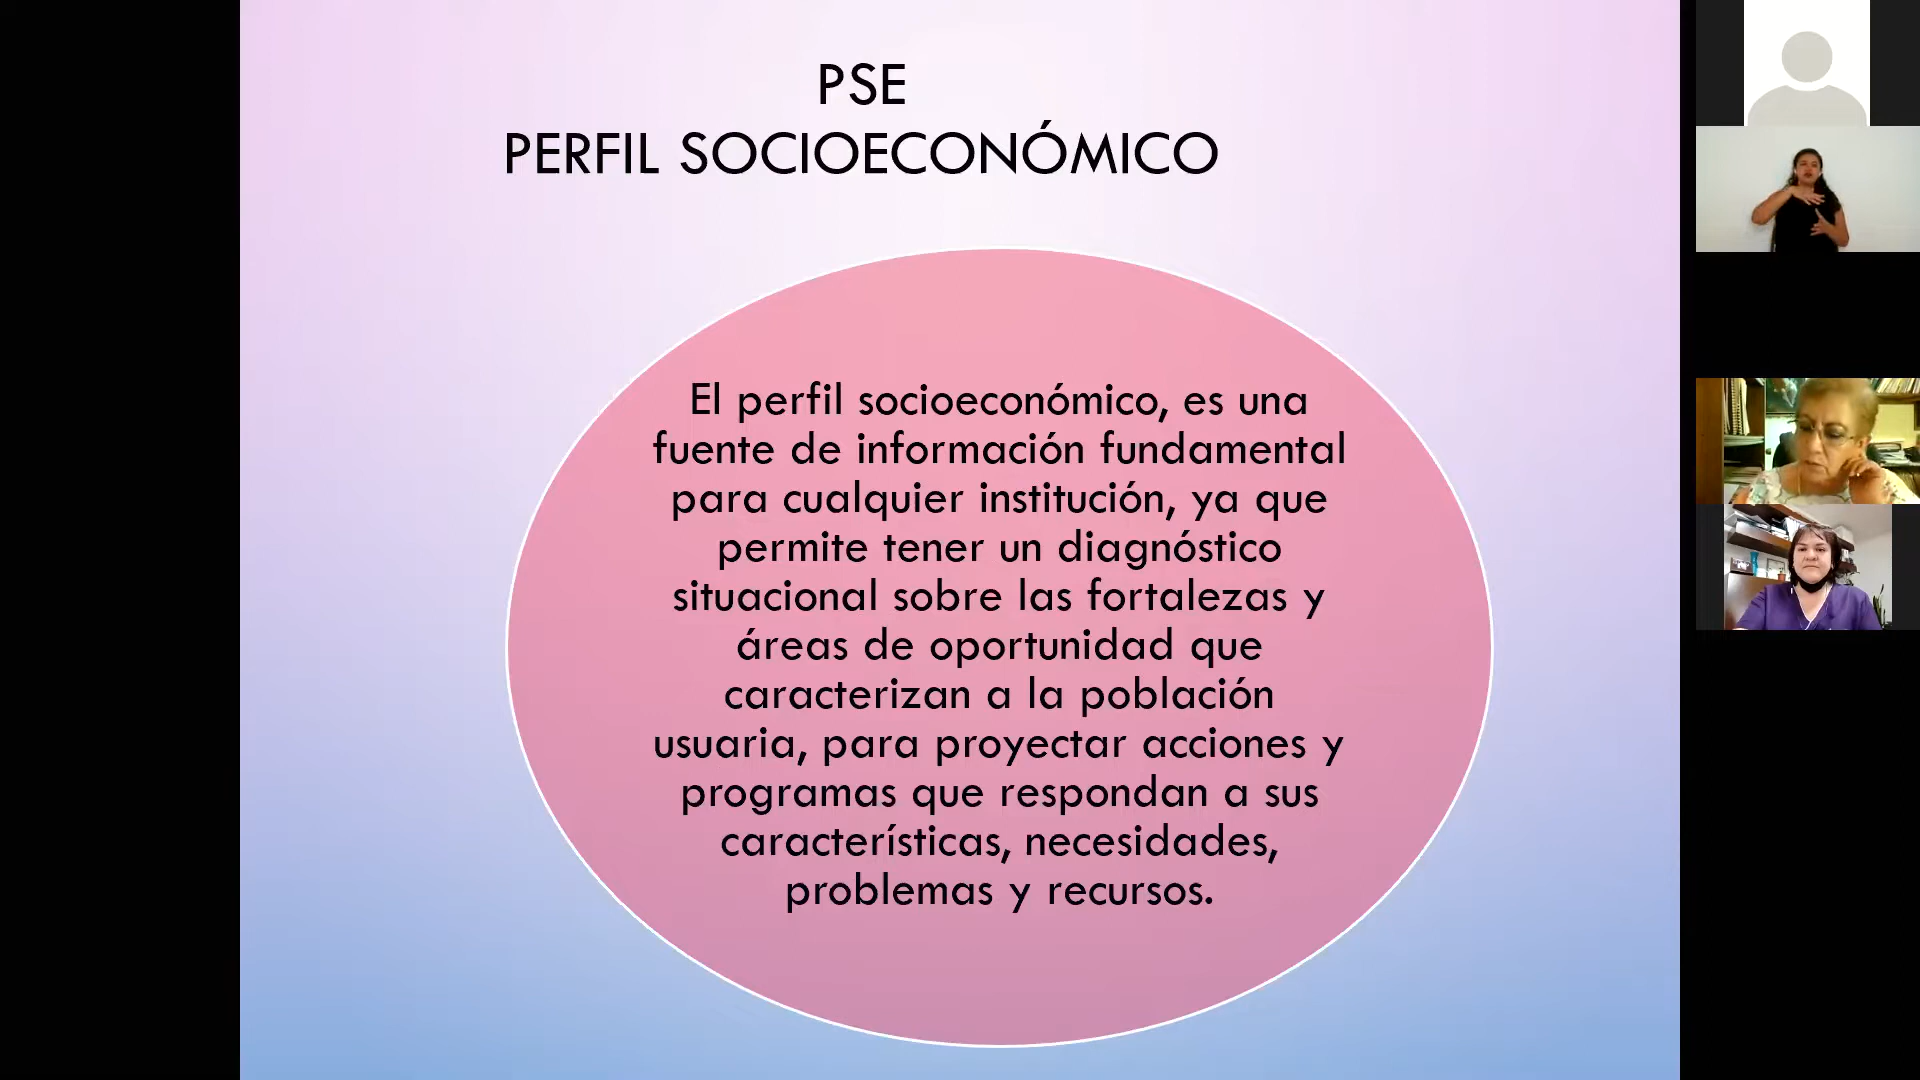 PSE
PERFIL SOCIOECONÓMICO
El perfil socioeconómico, es una
fuente de información fundamental
para cualquier institución, ya que
permite tener un diagnóstico
situacional sobre las fortalezas y
áreas de oportunidad que
caracterizan a la población
usuaria, para proyectar acciones y
programas que respondan a sus
características, necesidades,
problemas y recursos.